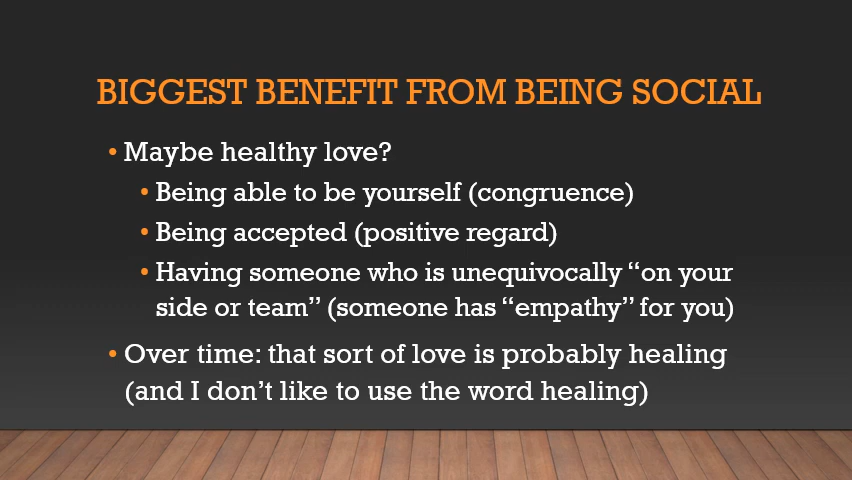 BIGGEST BENEFIT FROM BEING SOCIAL
• Maybe healthy love?
• Being able to be yourself (congruence)
• Being accepted (positive regard)
• Having someone who is unequivocally “on your
side or team” (someone has “empathy” for you)
• Over time: that sort of love is probably healing
(and I don’t like to use the word healing)